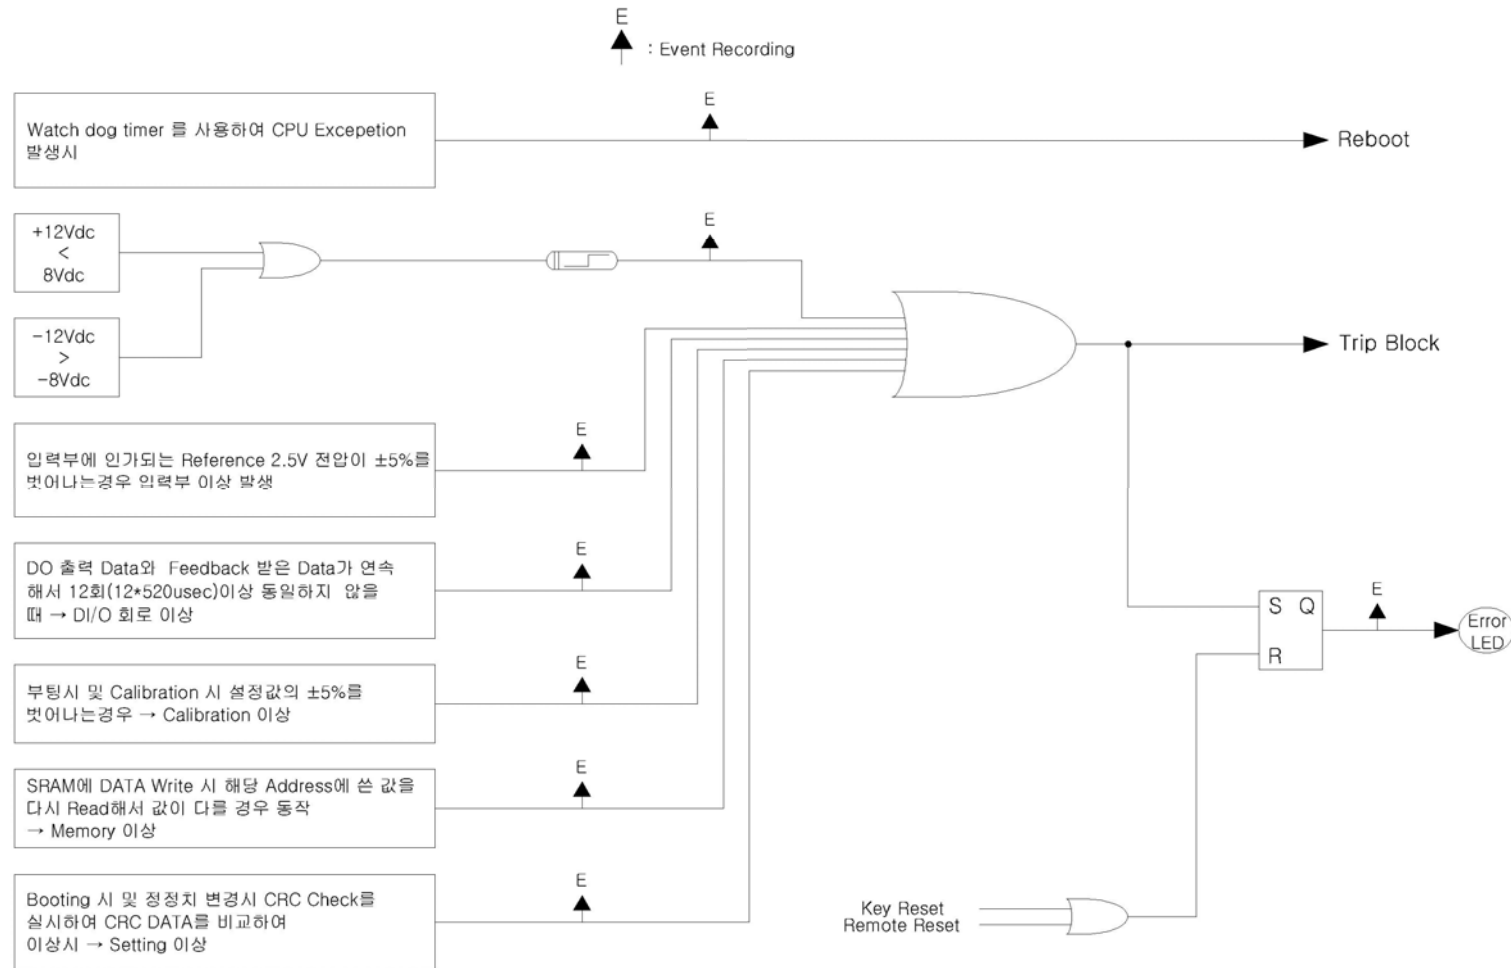 E
: Event Recording
E
Watch dog timer 를 사용하여 CPU Excepetion
발생시
Reboot
+12Vdc
<
8Vdc
E
-12Vdc
>
-8Vdc
Trip Block
E
입력부에 인가되는 Reference 2.5V 전압이 ±5%를
벗어나는경우 입력부 이상 발생
E
DO 출력 Data와 Feedback 받은 Data가 연속
해서 12회(12*520usec)이상 동일하지 않을
때 → DI/O 회로 이상
S Q
R
E
Error
LED
E
부팅시 및 Calibration 시 설정값의 ±5%를
벗어나는경우 → Calibration 이상
E
SRAM에 DATA Write 시 해당 Address에 쓴 값을
다시 Read해서 값이 다를 경우 동작
→ Memory 이상
E
Booting 시 및 정정치 변경시 CRC Check를
실시하여 CRC DATA를 비교하여
이상시 → Setting 이상
Key Reset
Remote Reset